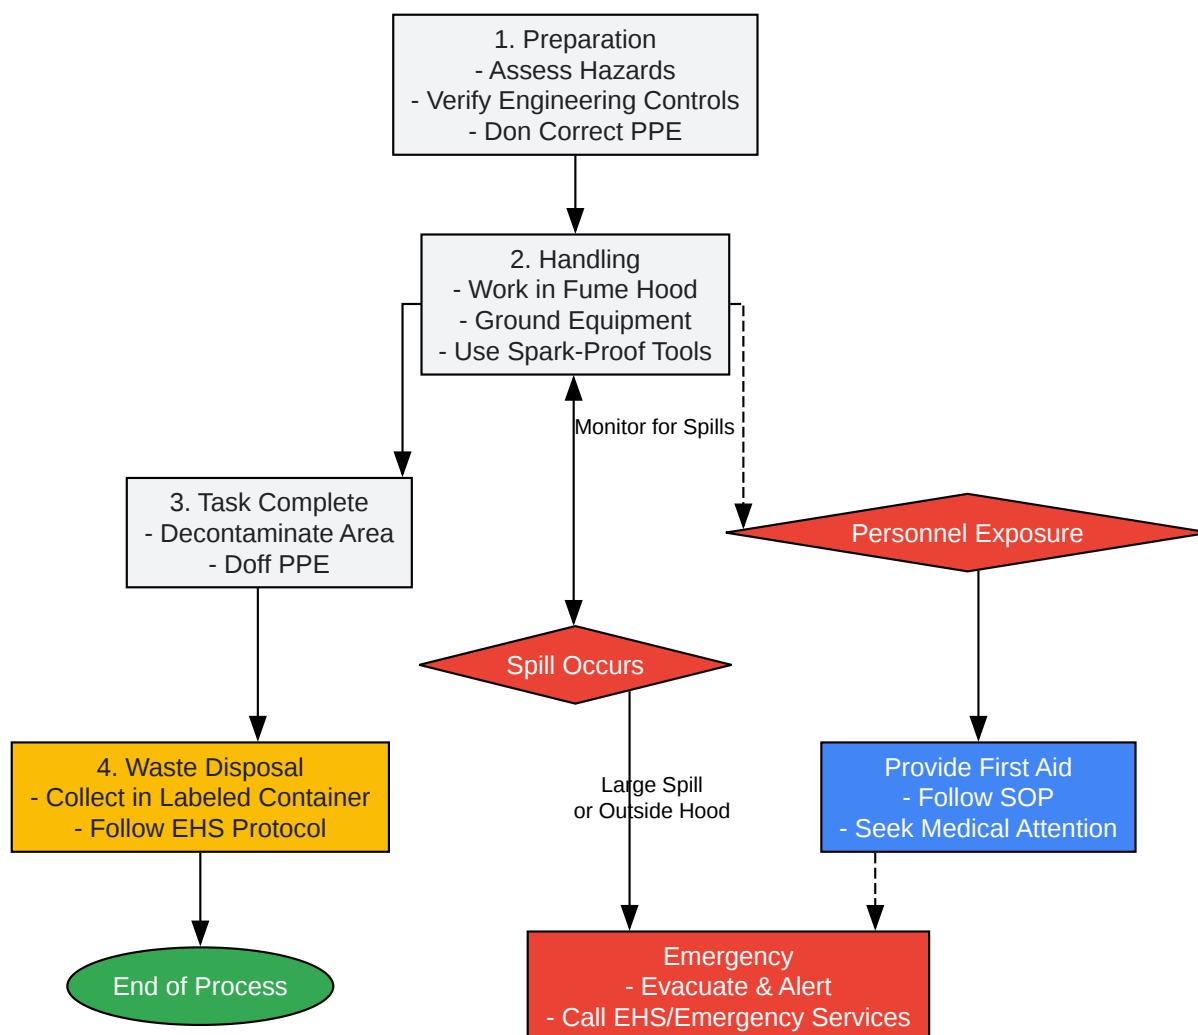 1. Preparation
- Assess Hazards
- Verify Engineering Controls
- Don Correct PPE
2. Handling
- Work in Fume Hood
- Ground Equipment
- Use Spark-Proof Tools
Monitor for Spills
3. Task Complete
- Decontaminate Area
- Doff PPE
Personnel Exposure
Spill Occurs
4. Waste Disposal
- Collect in Labeled Container
- Follow EHS Protocol
Large Spill
or Outside Hood
Provide First Aid
- Follow SOP
- Seek Medical Attention
End of Process
Emergency
- Evacuate & Alert
- Call EHS/Emergency Services